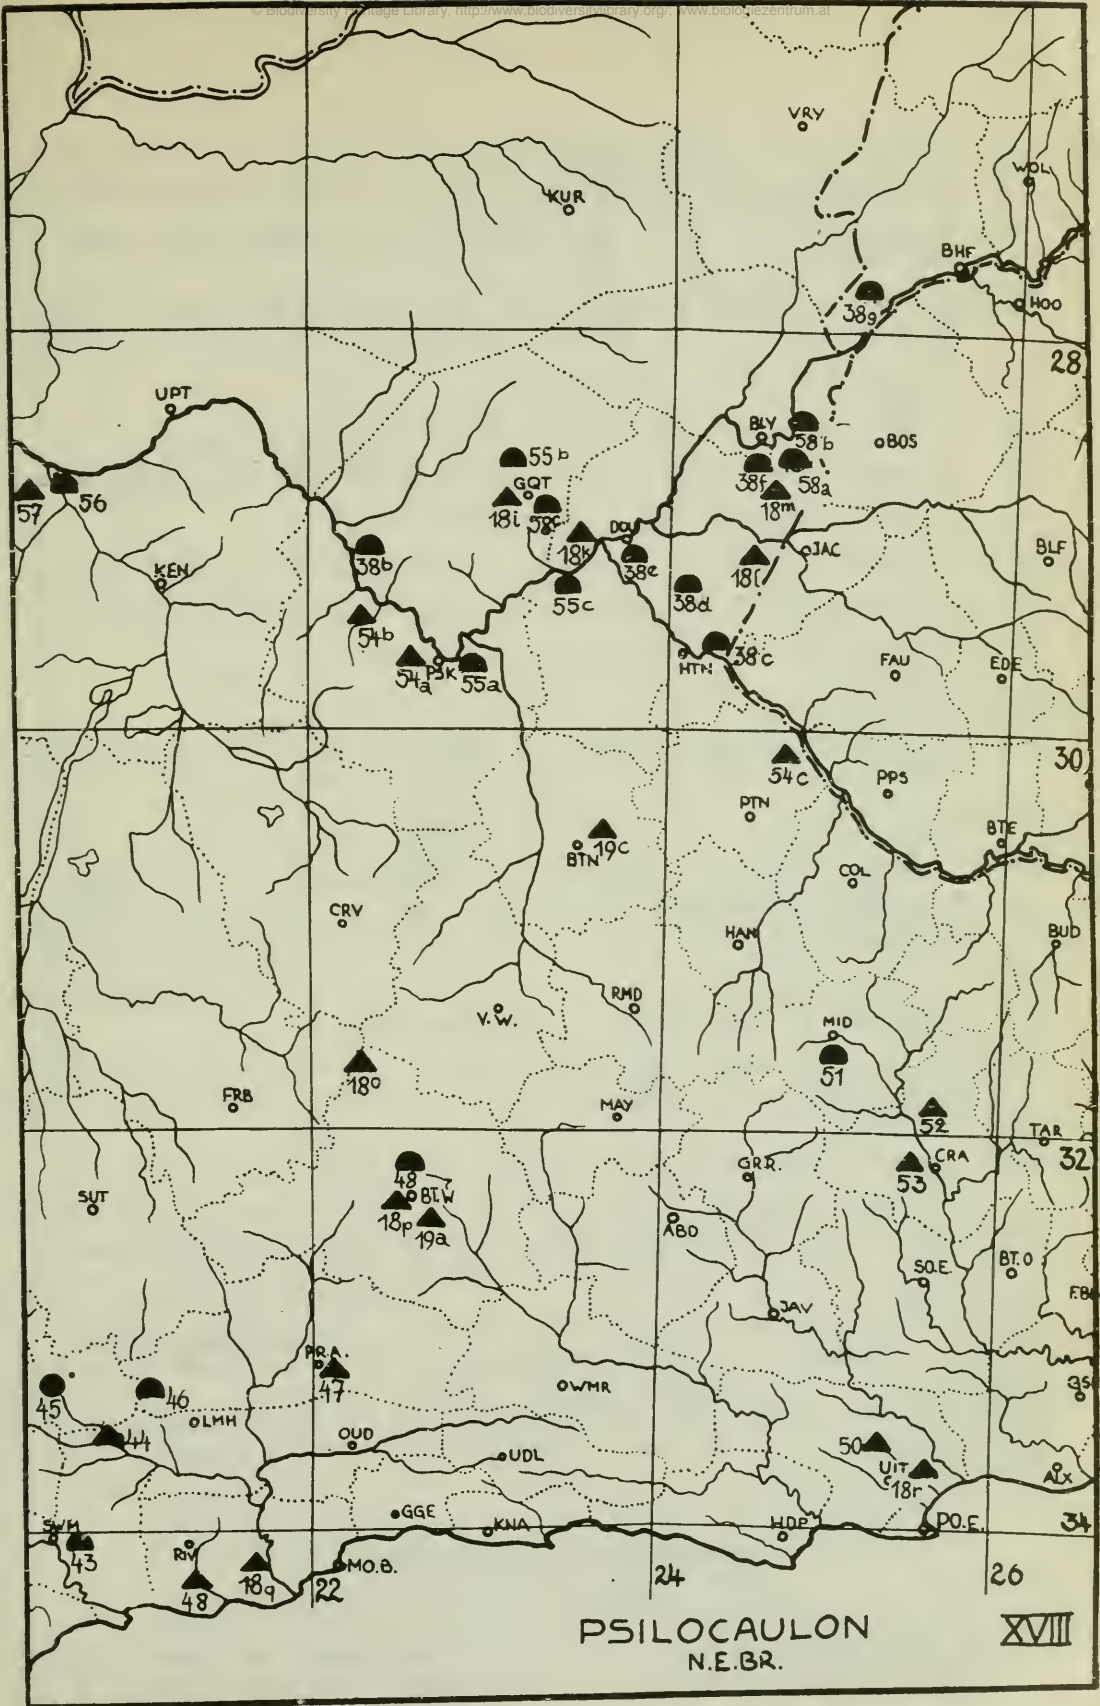 © Biodiversity Heritage Library, http://www.biodiversitylibrary.org/; www.biologiezentrum.at
VRY
WOL
KUR
BHF
HOO
38g
28
UPT
BLY
58b
BOS
55b
GQT
38f
58a
57
56
18i
18m
18k
DOU
JAC
BLF
38b
38e
18l
KEN
55c
38d
54b
38c
HTN
FAU
EDE
54a
PSK
55a
30
54c
PPS
PTN
BTE
BTN
19c
COL
CRV
HAN
BUD
RMD
V.W.
MID
51
18o
FRB
MAY
52
TAR
32
CRA
GRR.
53
48
BT.W
SUT
18p
19a
ABD
SO.E.
BT.O
JAV
P.R.A.
47
WMR
45
46
LMH
44
OUD
50
UDL
UIT
18r
ALX
GGE
SWM
KNA
HDP
PO.E.
34
43
RIV
MO.B.
48
18q
22
24
26
PSILOCAULON
N.E.BR.
XVIII